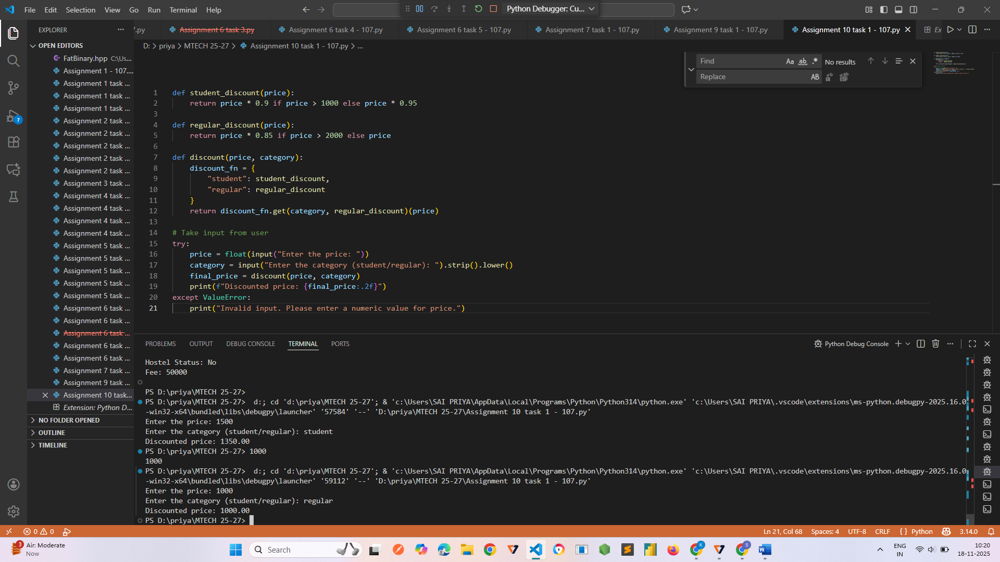 File Edit Selection View Go Run Terminal Help
Python Debugger: Cu...
EXPLORER
7.py
Assignment 6 task 3.py
Assignment 6 task 4 - 107.py
Assignment 6 task 5 - 107.py
Assignment 7 task 1 - 107.py
Assignment 9 task 1 - 107.py
Assignment 10 task 1 - 107.py
Ex
OPEN EDITORS
FatBinary.hpp C:\Us...
Assignment 1 - 107....
Assignment 1 task ...
Assignment 1 task ...
Assignment 1 task ...
Assignment 2 task ...
Assignment 2 task ...
Assignment 2 task ...
Assignment 2 task ...
Assignment 2 task ...
Assignment 3 task ...
Assignment 4 task ...
Assignment 4 task ...
Assignment 4 task ...
Assignment 4 task ...
Assignment 5 task ...
Assignment 5 task ...
Assignment 5 task ...
Assignment 5 task ...
Assignment 5 task ...
Assignment 6 task ...
Assignment 6 task ...
Assignment 6 task ...
Assignment 6 task ...
Assignment 6 task ...
Assignment 7 task ...
Assignment 9 task ...
Assignment 10 task...
Extension: Python D...
NO FOLDER OPENED
OUTLINE
TIMELINE
7
D: > priya > MTECH 25-27 > Assignment 10 task 1 - 107.py > ...
Find Aa ab .* No results
Replace AB
1 def student_discount(price):
2 return price * 0.9 if price > 1000 else price * 0.95
3
4 def regular_discount(price):
5 return price * 0.85 if price > 2000 else price
6
7 def discount(price, category):
8 discount_fn = {
9 "student": student_discount,
10 "regular": regular_discount
11 }
12 return discount_fn.get(category, regular_discount)(price)
13
14 # Take input from user
15 try:
16 price = float(input("Enter the price: "))
17 category = input("Enter the category (student/regular): ").strip().lower()
18 final_price = discount(price, category)
19 print(f"Discounted price: {final_price:.2f}")
20 except ValueError:
21 print("Invalid input. Please enter a numeric value for price.")
PROBLEMS OUTPUT DEBUG CONSOLE TERMINAL PORTS
Python Debug Console
Hostel Status: No
Fee: 50000
PS D:\priya\MTECH 25-27>
PS D:\priya\MTECH 25-27> d:; cd 'd:\priya\MTECH 25-27'; & 'c:\Users\SAI PRIYA\AppData\Local\Programs\Python\Python314\python.exe' 'c:\Users\SAI PRIYA\.vscode\extensions\ms-python.debugpy-2025.16.0
-win32-x64\bundled\libs\debugpy\launcher' '57584' '--' 'D:\priya\MTECH 25-27\Assignment 10 task 1 - 107.py'
Enter the price: 1500
Enter the category (student/regular): student
Discounted price: 1350.00
PS D:\priya\MTECH 25-27> 1000
1000
PS D:\priya\MTECH 25-27> d:; cd 'd:\priya\MTECH 25-27'; & 'c:\Users\SAI PRIYA\AppData\Local\Programs\Python\Python314\python.exe' 'c:\Users\SAI PRIYA\.vscode\extensions\ms-python.debugpy-2025.16.0
-win32-x64\bundled\libs\debugpy\launcher' '59112' '--' 'D:\priya\MTECH 25-27\Assignment 10 task 1 - 107.py'
Enter the price: 1000
Enter the category (student/regular): regular
Discounted price: 1000.00
PS D:\priya\MTECH 25-27>
0 0
Ln 21, Col 68 Spaces: 4 UTF-8 CRLF { } Python 3.14.0
3
Air: Moderate
Now
Search
K
S
ENG
IN
10:20
18-11-2025